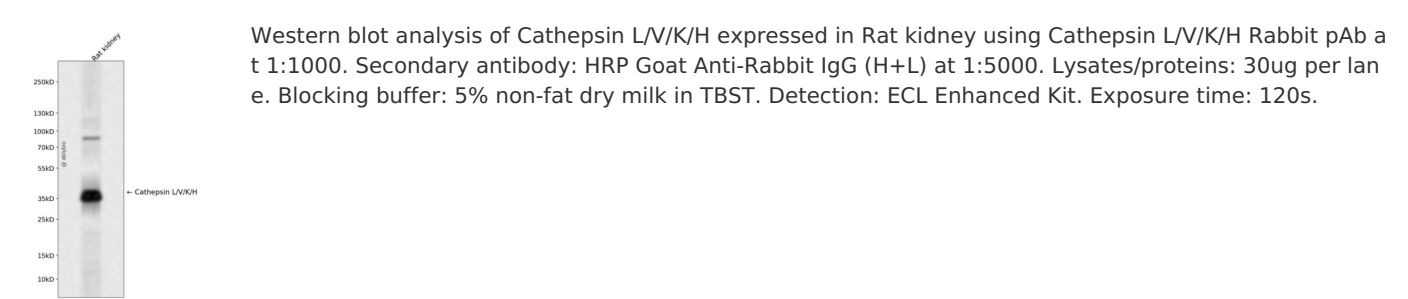 Rat kidney
250kD
130kD
100kD
70kD
55kD
35kD
25kD
15kD
10kD
@ ablybio
← Cathepsin L/V/K/H
Western blot analysis of Cathepsin L/V/K/H expressed in Rat kidney using Cathepsin L/V/K/H Rabbit pAb a
t 1:1000. Secondary antibody: HRP Goat Anti-Rabbit IgG (H+L) at 1:5000. Lysates/proteins: 30ug per lan
e. Blocking buffer: 5% non-fat dry milk in TBST. Detection: ECL Enhanced Kit. Exposure time: 120s.